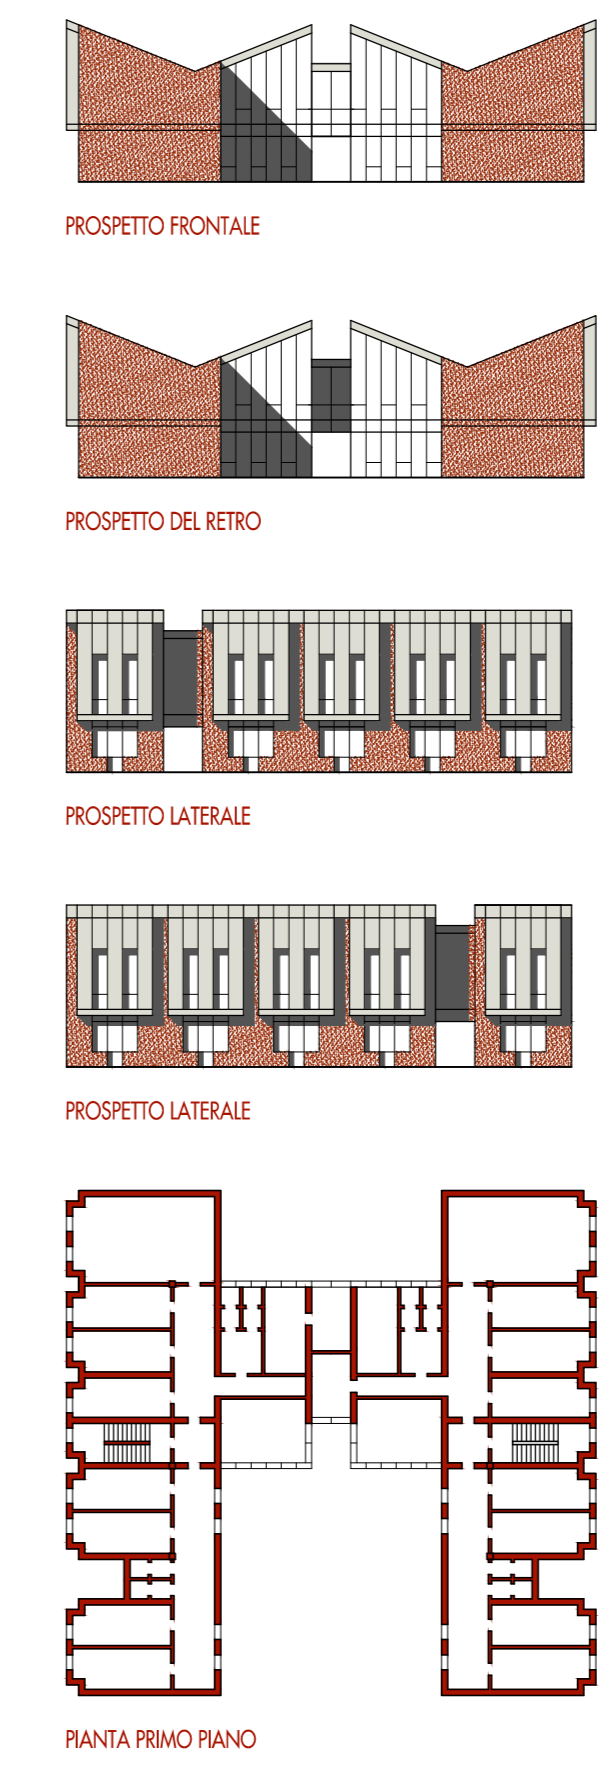 PROSPETTO FRONTALE
PROSPETTO DEL RETRO
PROSPETTO LATERALE
PROSPETTO LATERALE
PIANTA PRIMO PIANO